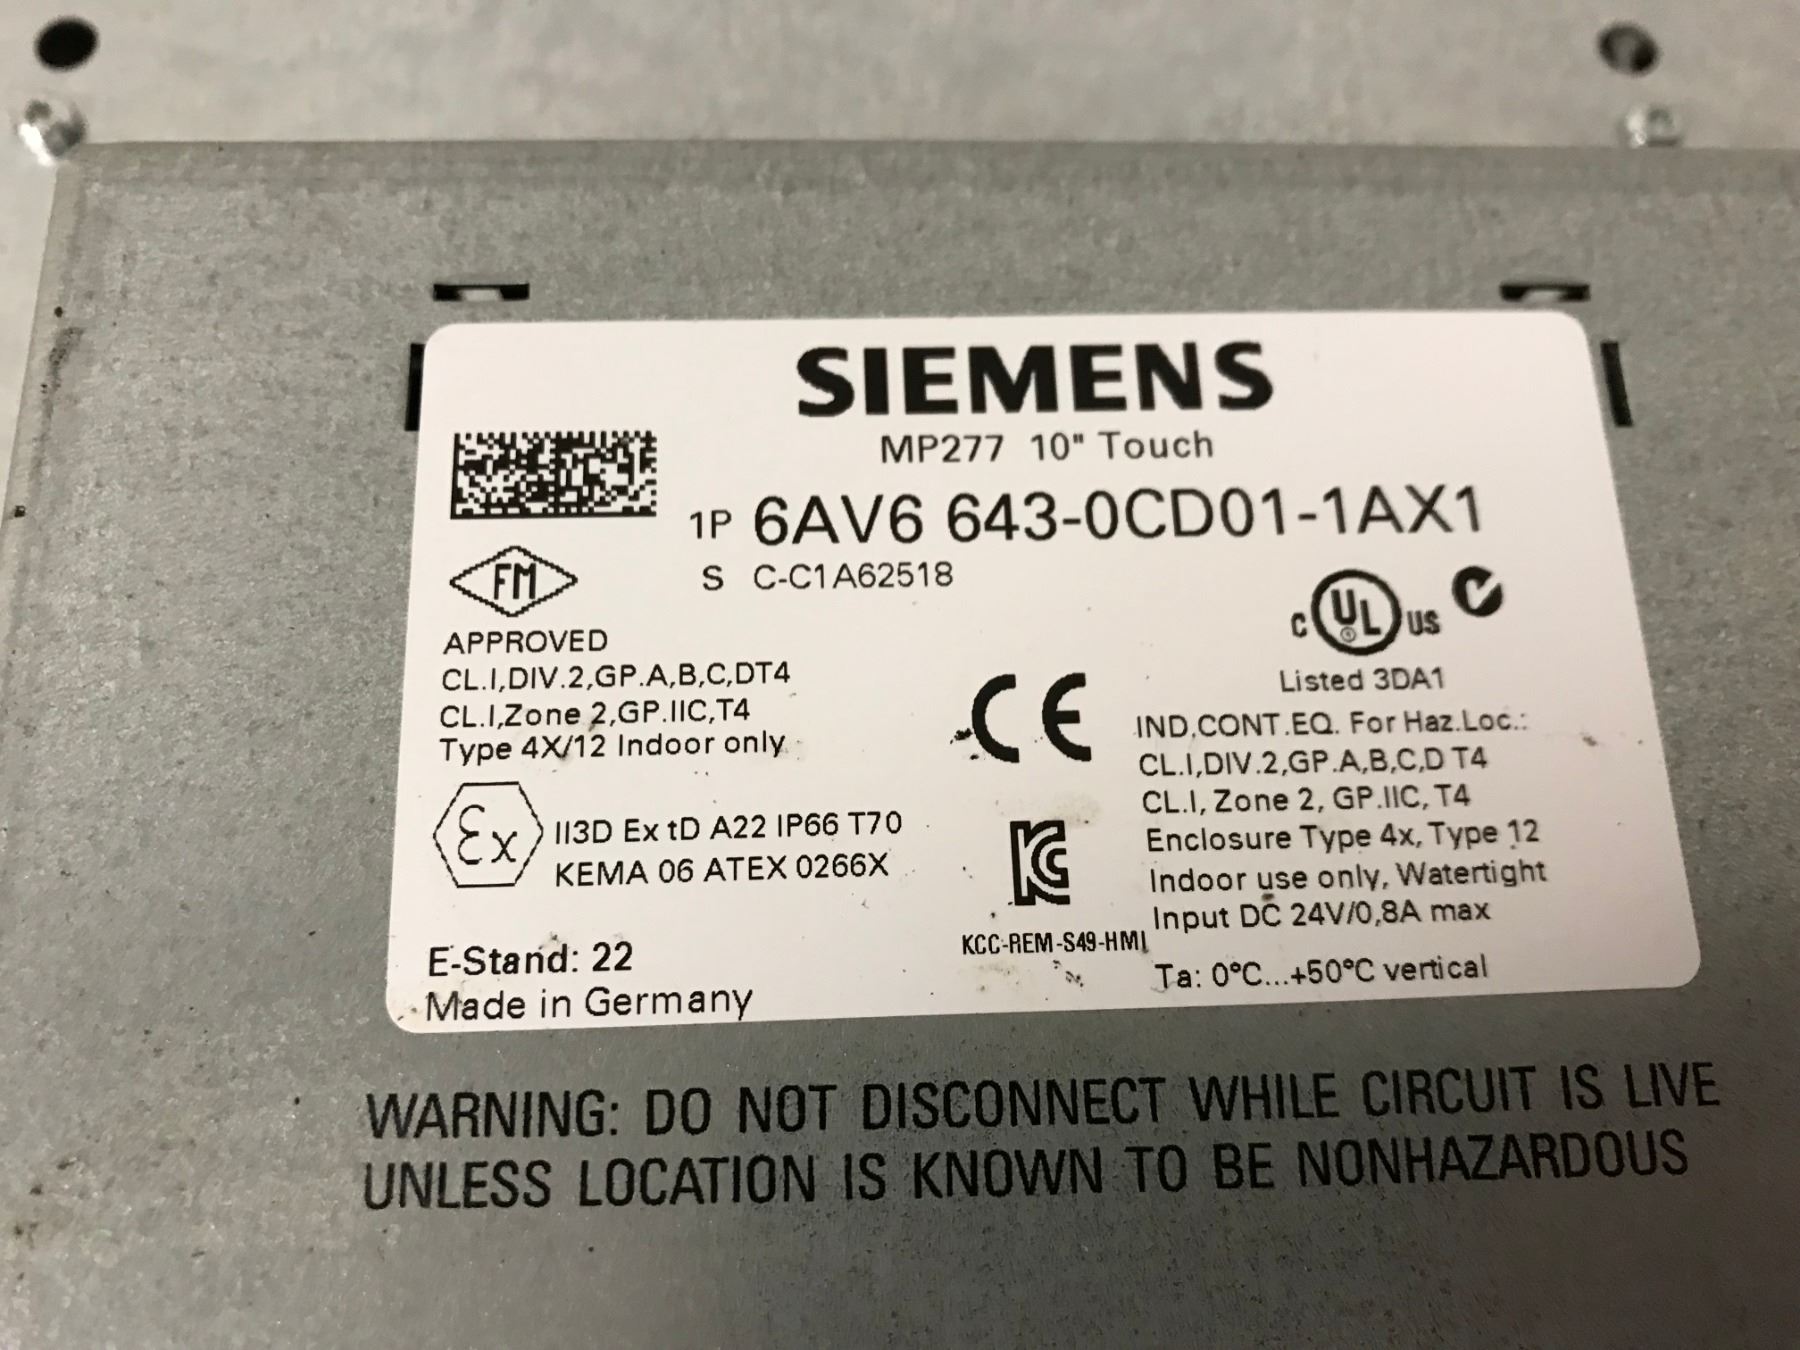 SIEMENS
MP277 10" Touch
1P 6AV6 643-0CD01-1AX1
S C-C1A62518
FM
APPROVED
CL.I,DIV.2,GP.A,B,C,DT4
CL.I,Zone 2,GP.IIC,T4
Type 4X/12 Indoor only
Ex II3D Ex tD A22 IP66 T70
KEMA 06 ATEX 0266X
E-Stand: 22
Made in Germany
CE
KC
KCC-REM-S49-HMI
C UL US
Listed 3DA1
IND.CONT.EQ. For Haz.Loc.:
CL.I,DIV.2,GP.A,B,C,D T4
CL.I, Zone 2, GP.IIC, T4
Enclosure Type 4x, Type 12
Indoor use only, Watertight
Input DC 24V/0,8A max
Ta: 0°C...+50°C vertical
WARNING: DO NOT DISCONNECT WHILE CIRCUIT IS LIVE
UNLESS LOCATION IS KNOWN TO BE NONHAZARDOUS